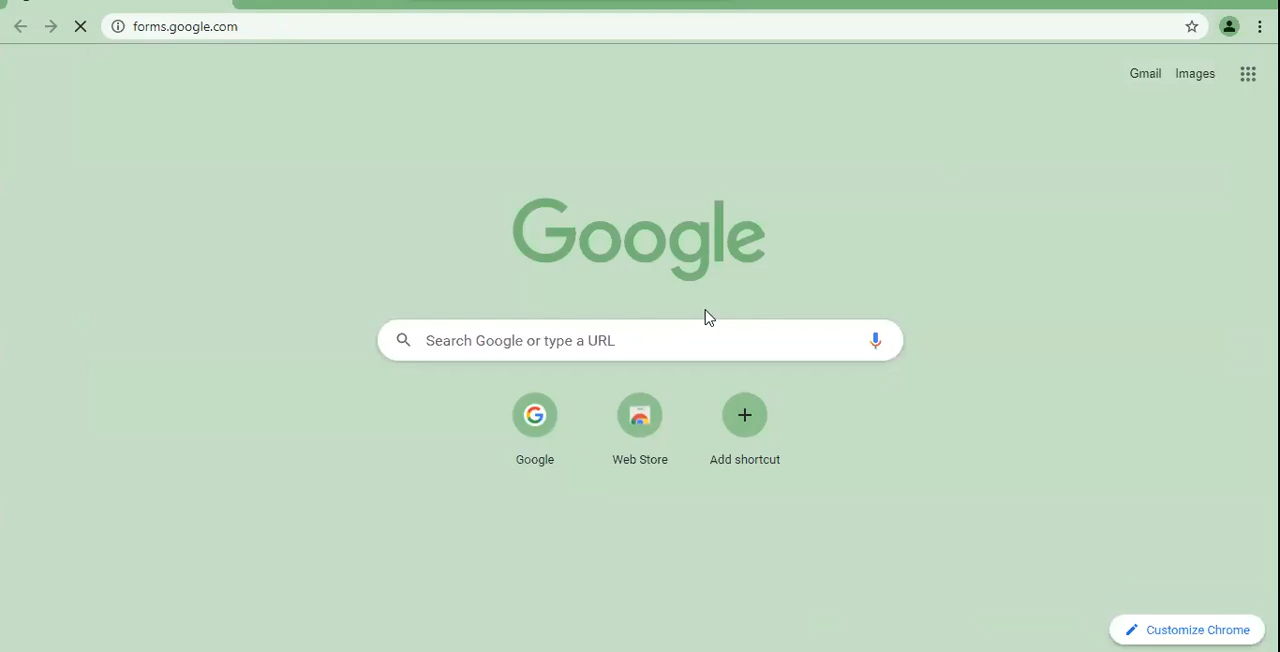 forms.google.com
Gmail Images
Google
Search Google or type a URL
Google Web Store Add shortcut
Customize Chrome